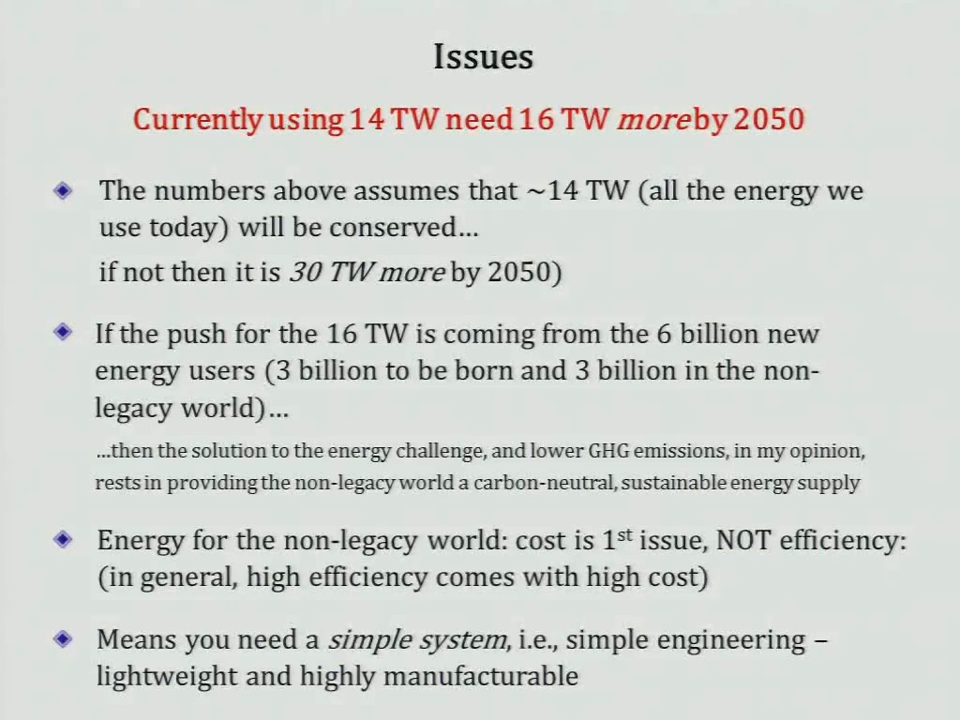 Issues
Currently using 14 TW need 16 TW more by 2050
The numbers above assumes that ~14 TW (all the energy we
use today) will be conserved…
if not then it is 30 TW more by 2050)
If the push for the 16 TW is coming from the 6 billion new
energy users (3 billion to be born and 3 billion in the non-
legacy world)…
…then the solution to the energy challenge, and lower GHG emissions, in my opinion,
rests in providing the non-legacy world a carbon-neutral, sustainable energy supply
Energy for the non-legacy world: cost is 1st issue, NOT efficiency:
(in general, high efficiency comes with high cost)
Means you need a simple system, i.e., simple engineering –
lightweight and highly manufacturable